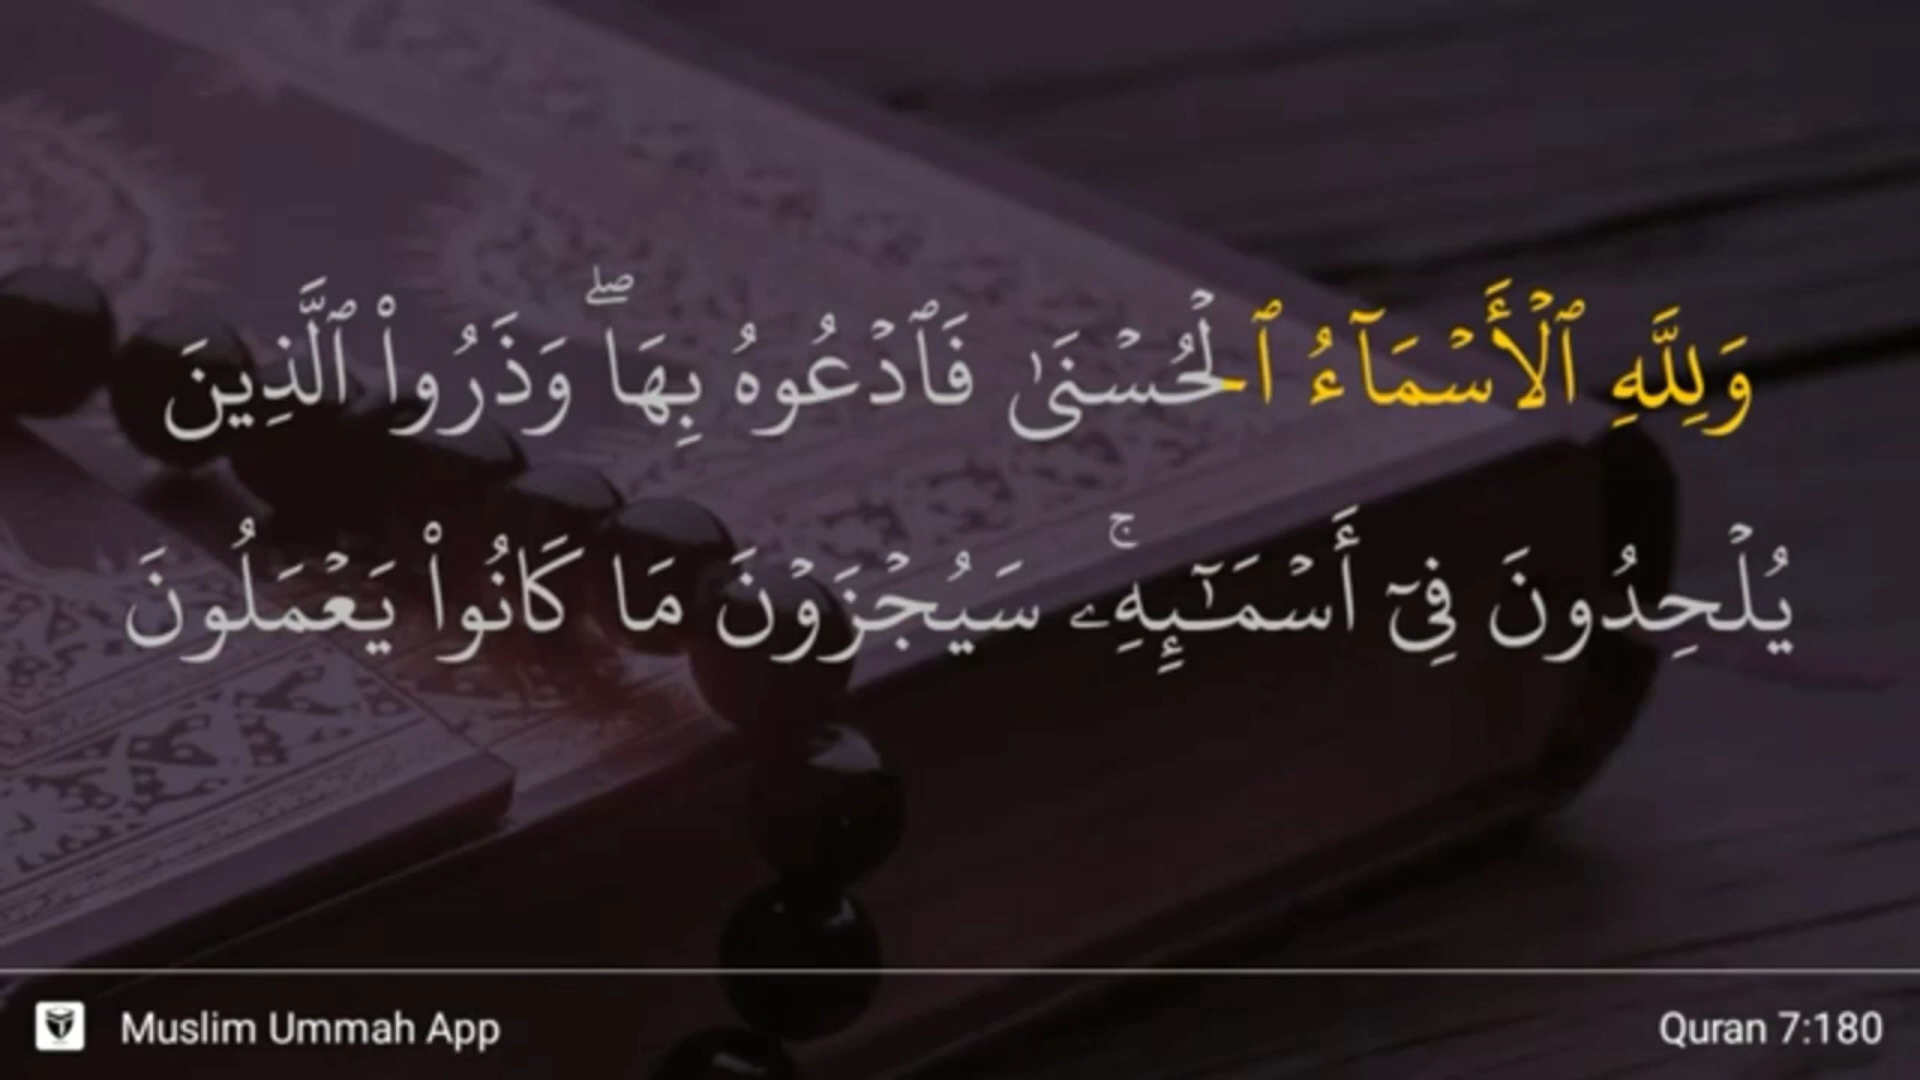 وَلِلَّهِ ٱلْأَسْمَآءُ ٱلْحُسْنَىٰ فَٱدْعُوهُ بِهَا ۖ وَذَرُوا۟ ٱلَّذِينَ
يُلْحِدُونَ فِىٓ أَسْمَـٰٓئِهِۦ ۚ سَيُجْزَوْنَ مَا كَانُوا۟ يَعْمَلُونَ
Muslim Ummah App
Quran 7:180